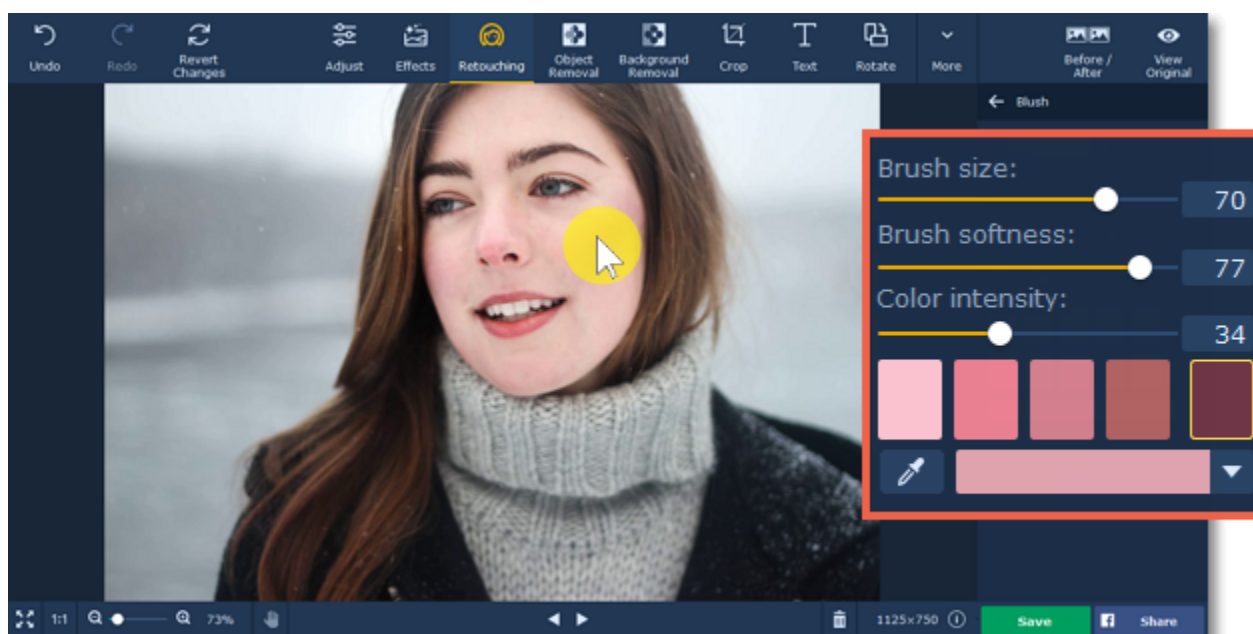 Undo
Redo
Revert
Changes
Adjust
Effects
Retouching
Object
Removal
Background
Removal
Crop
Text
Rotate
More
Before /
After
View
Original
Blush
Brush size:
70
Brush softness:
77
Color intensity:
34
1:1
73%
1125×750
Save
Share